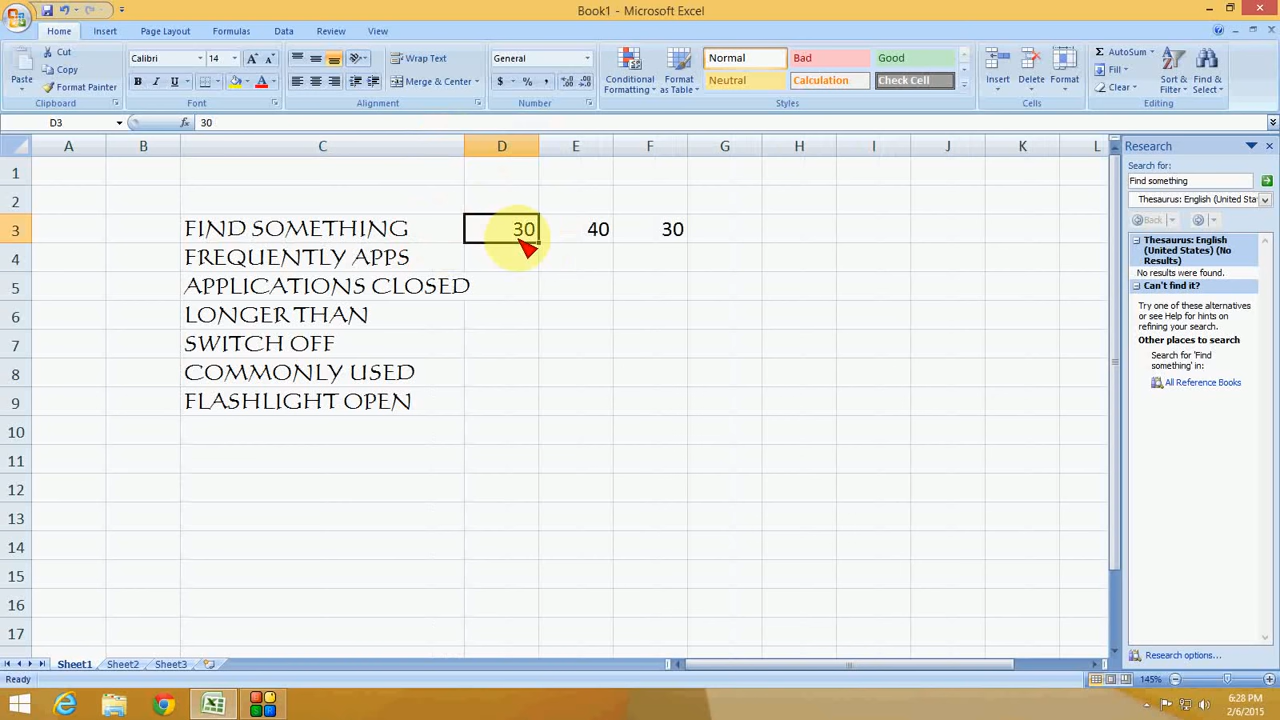 Book1 - Microsoft Excel
Home Insert Page Layout Formulas Data Review View
Cut
Copy
Format Painter
Paste
Clipboard
Calibri 14
B I U
Font
Wrap Text
Merge & Center
Alignment
General
$ % ,
Number
Conditional Formatting
Format as Table
Normal Bad Good
Neutral Calculation Check Cell
Styles
Insert Delete Format
Cells
AutoSum
Fill
Clear
Sort & Filter
Find & Select
Editing
D3 fx 30
A B C D E F G H I J K L
1
2
3 FIND SOMETHING 30 40 30
4 FREQUENTLY APPS
5 APPLICATIONS CLOSED
6 LONGER THAN
7 SWITCH OFF
8 COMMONLY USED
9 FLASHLIGHT OPEN
10
11
12
13
14
15
16
17
Research
Search for:
Find something
Thesaurus: English (United Sta
Back
Thesaurus: English
(United States) (No
Results)
No results were found.
Can't find it?
Try one of these alternatives
or see Help for hints on
refining your search.
Other places to search
Search for 'Find
something' in:
All Reference Books
Research options...
Sheet1 Sheet2 Sheet3
Ready
145%
6:28 PM
2/6/2015